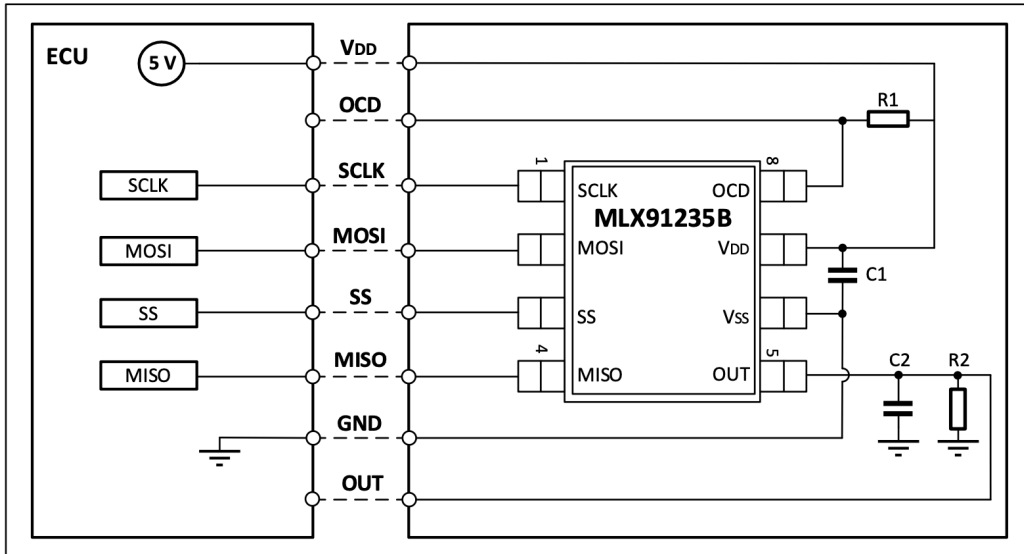 ECU
5 V
VDD
OCD
R1
SCLK
SCLK
1
8
SCLK
OCD
MLX91235B
MOSI
MOSI
MOSI
VDD
C1
SS
SS
SS
VSS
MISO
MISO
4
5
MISO
OUT
C2
R2
GND
OUT